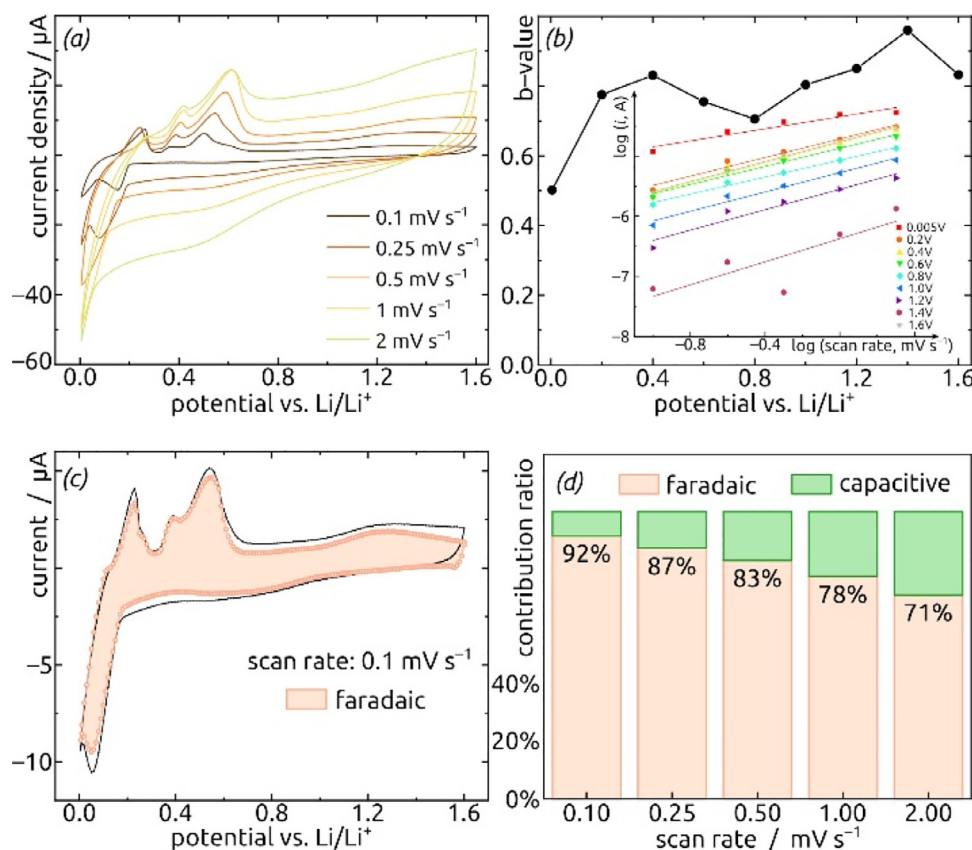 (a)
current density / μA
−40
−60
0.1 mV s⁻¹
0.25 mV s⁻¹
0.5 mV s⁻¹
1 mV s⁻¹
2 mV s⁻¹
0.0 0.4 0.8 1.2 1.6
potential vs. Li/Li⁺
(b)
b−value
0.8
0.6
0.4
0.2
0.0
log (i, A)
−6
−7
−8
−0.8 −0.4
log (scan rate, mV s⁻¹)
0.005V
0.2V
0.4V
0.6V
0.8V
1.0V
1.2V
1.4V
1.6V
0.0 0.4 0.8 1.2 1.6
potential vs. Li/Li⁺
(c)
current / μA
−5
−10
scan rate: 0.1 mV s⁻¹
faradaic
0.0 0.4 0.8 1.2 1.6
potential vs. Li/Li⁺
(d)
faradaic
capacitive
contribution ratio
92%
87%
83%
78%
71%
40%
20%
0%
0.10 0.25 0.50 1.00 2.00
scan rate / mV s⁻¹